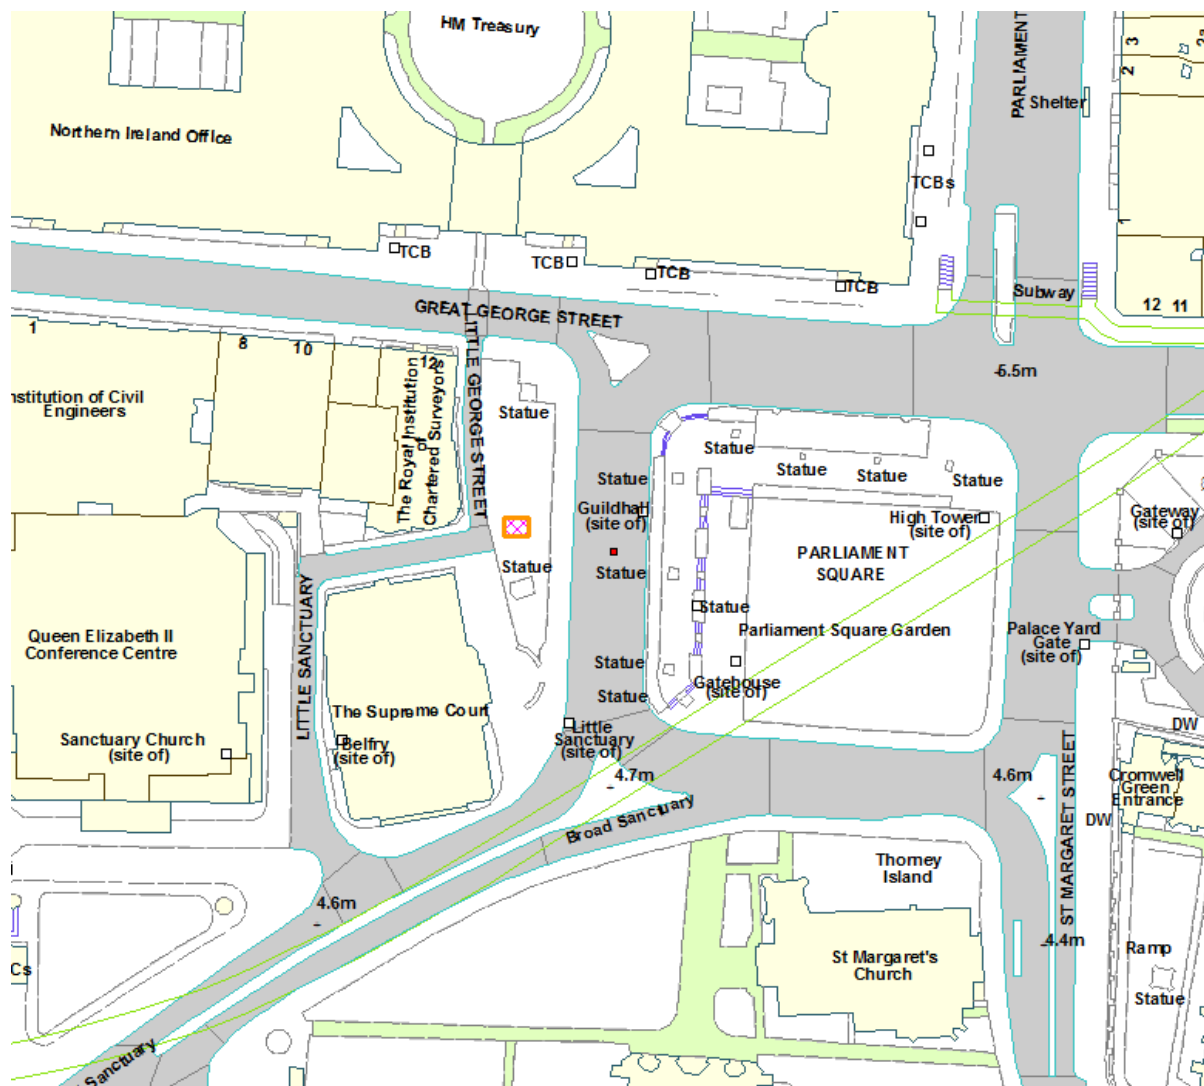 HM Treasury
PARLIAMENT
3
2
Shelter
Northern Ireland Office
TCBs
1
TCB
TCB
TCB
TCB
Subway
12 11
GREAT GEORGE STREET
LITTLE GEORGE STREET
1
8
10
12
-5.5m
nstitution of Civil
Engineers
The Royal Institution
of
Chartered Surveyors
Statue
Statue
Statue
Statue
Statue
Statue
Guildhall
(site of)
High Tower
(site of)
Gateway
(site of)
PARLIAMENT
SQUARE
Statue
Statue
Statue
Parliament Square Garden
Palace Yard
Gate
(site of)
LITTLE SANCTUARY
Queen Elizabeth II
Conference Centre
Statue
Gatehouse
(site of)
Statue
The Supreme Court
Little
Sanctuary
(site of)
DW
Sanctuary Church
(site of)
Belfry
(site of)
4.7m
4.6m
ST MARGARET STREET
Cromwell
Green
Entrance
Broad Sanctuary
DW
Thorney
Island
4.6m
4.4m
Ramp
St Margaret's
Church
Cs
Statue
Sanctuary